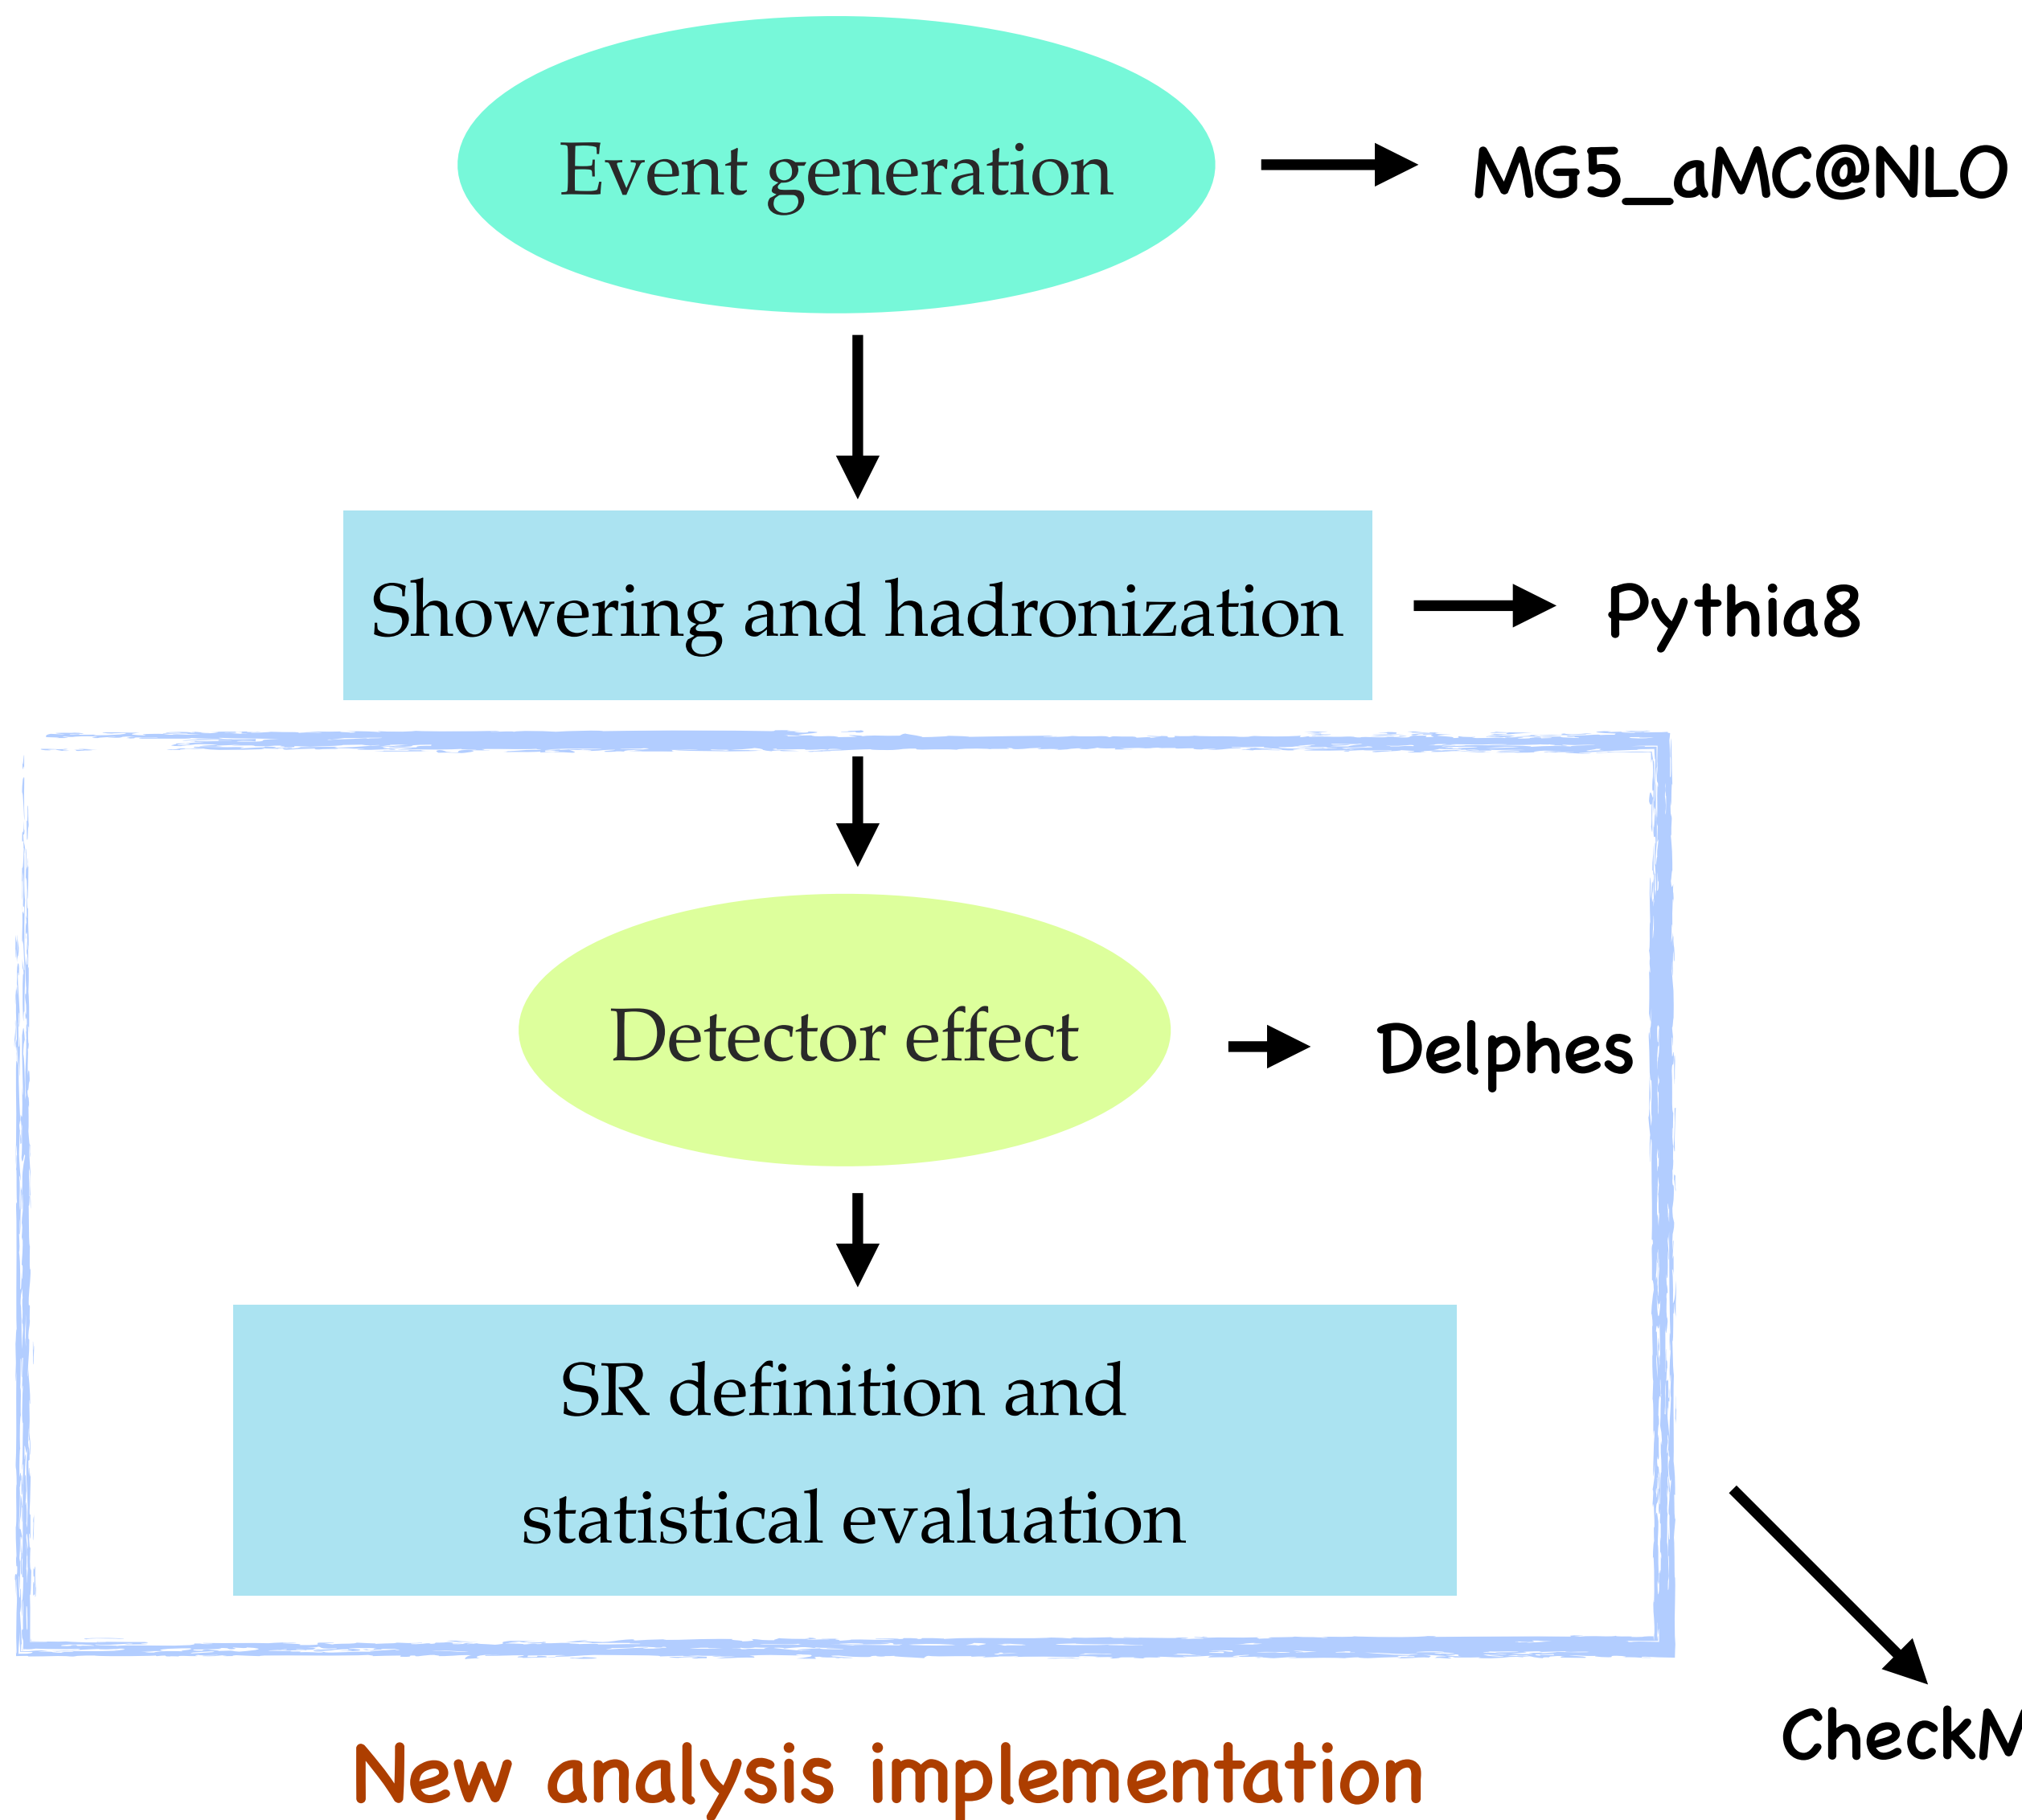 Event generation
MG5_aMC@NLO
Showering and hadronization
Pythia8
Detector effect
Delphes
SR definition and
statistical evaluation
New analysis implementation